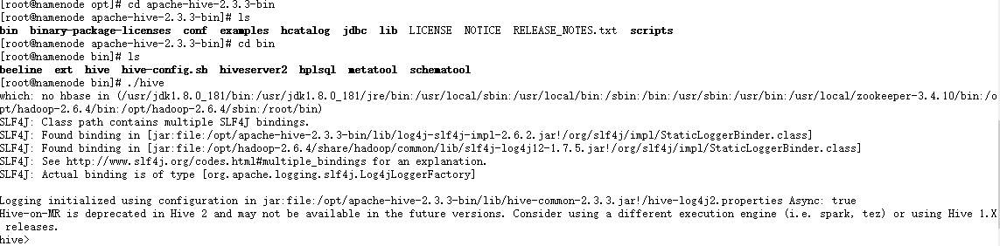 [root@namenode opt]# cd apache-hive-2.3.3-bin
[root@namenode apache-hive-2.3.3-bin]# ls
bin  binary-package-licenses  conf  examples  hcatalog  jdbc  lib  LICENSE  NOTICE  RELEASE_NOTES.txt  scripts
[root@namenode apache-hive-2.3.3-bin]# cd bin
[root@namenode bin]# ls
beeline  ext  hive  hive-config.sh  hiveserver2  hplsql  metatool  schematool
[root@namenode bin]# ./hive
which: no hbase in (/usr/jdk1.8.0_181/bin:/usr/jdk1.8.0_181/jre/bin:/usr/local/sbin:/usr/local/bin:/sbin:/bin:/usr/sbin:/usr/bin:/usr/local/zookeeper-3.4.10/bin:/o
pt/hadoop-2.6.4/bin:/opt/hadoop-2.6.4/sbin:/root/bin)
SLF4J: Class path contains multiple SLF4J bindings.
SLF4J: Found binding in [jar:file:/opt/apache-hive-2.3.3-bin/lib/log4j-slf4j-impl-2.6.2.jar!/org/slf4j/impl/StaticLoggerBinder.class]
SLF4J: Found binding in [jar:file:/opt/hadoop-2.6.4/share/hadoop/common/lib/slf4j-log4j12-1.7.5.jar!/org/slf4j/impl/StaticLoggerBinder.class]
SLF4J: See http://www.slf4j.org/codes.html#multiple_bindings for an explanation.
SLF4J: Actual binding is of type [org.apache.logging.slf4j.Log4jLoggerFactory]

Logging initialized using configuration in jar:file:/opt/apache-hive-2.3.3-bin/lib/hive-common-2.3.3.jar!/hive-log4j2.properties Async: true
Hive-on-MR is deprecated in Hive 2 and may not be available in the future versions. Consider using a different execution engine (i.e. spark, tez) or using Hive 1.X
 releases.
hive>